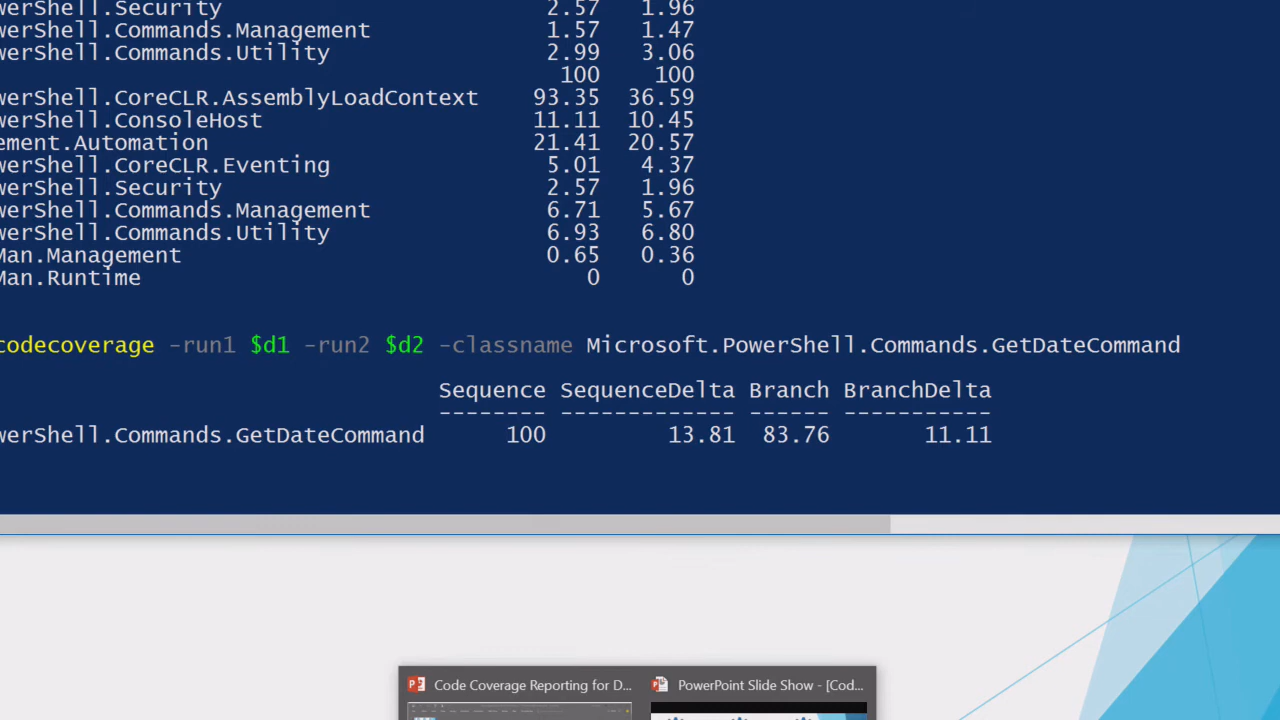 werShell.Security 2.57 1.96
werShell.Commands.Management 1.57 1.47
werShell.Commands.Utility 2.99 3.06
100 100
werShell.CoreCLR.AssemblyLoadContext 93.35 36.59
werShell.ConsoleHost 11.11 10.45
ement.Automation 21.41 20.57
werShell.CoreCLR.Eventing 5.01 4.37
werShell.Security 2.57 1.96
werShell.Commands.Management 6.71 5.67
werShell.Commands.Utility 6.93 6.80
Man.Management 0.65 0.36
Man.Runtime 0 0
codecoverage -run1 $d1 -run2 $d2 -classname Microsoft.PowerShell.Commands.GetDateCommand
Sequence SequenceDelta Branch BranchDelta
-------- ------------- ------ -----------
werShell.Commands.GetDateCommand 100 13.81 83.76 11.11
Code Coverage Reporting for D...
PowerPoint Slide Show - [Cod...